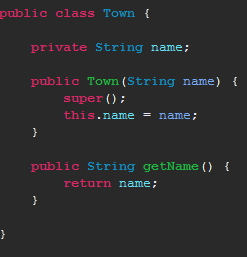 public class Town {
private String name;
public Town(String name) {
super();
this.name = name;
}
public String getName() {
return name;
}
}